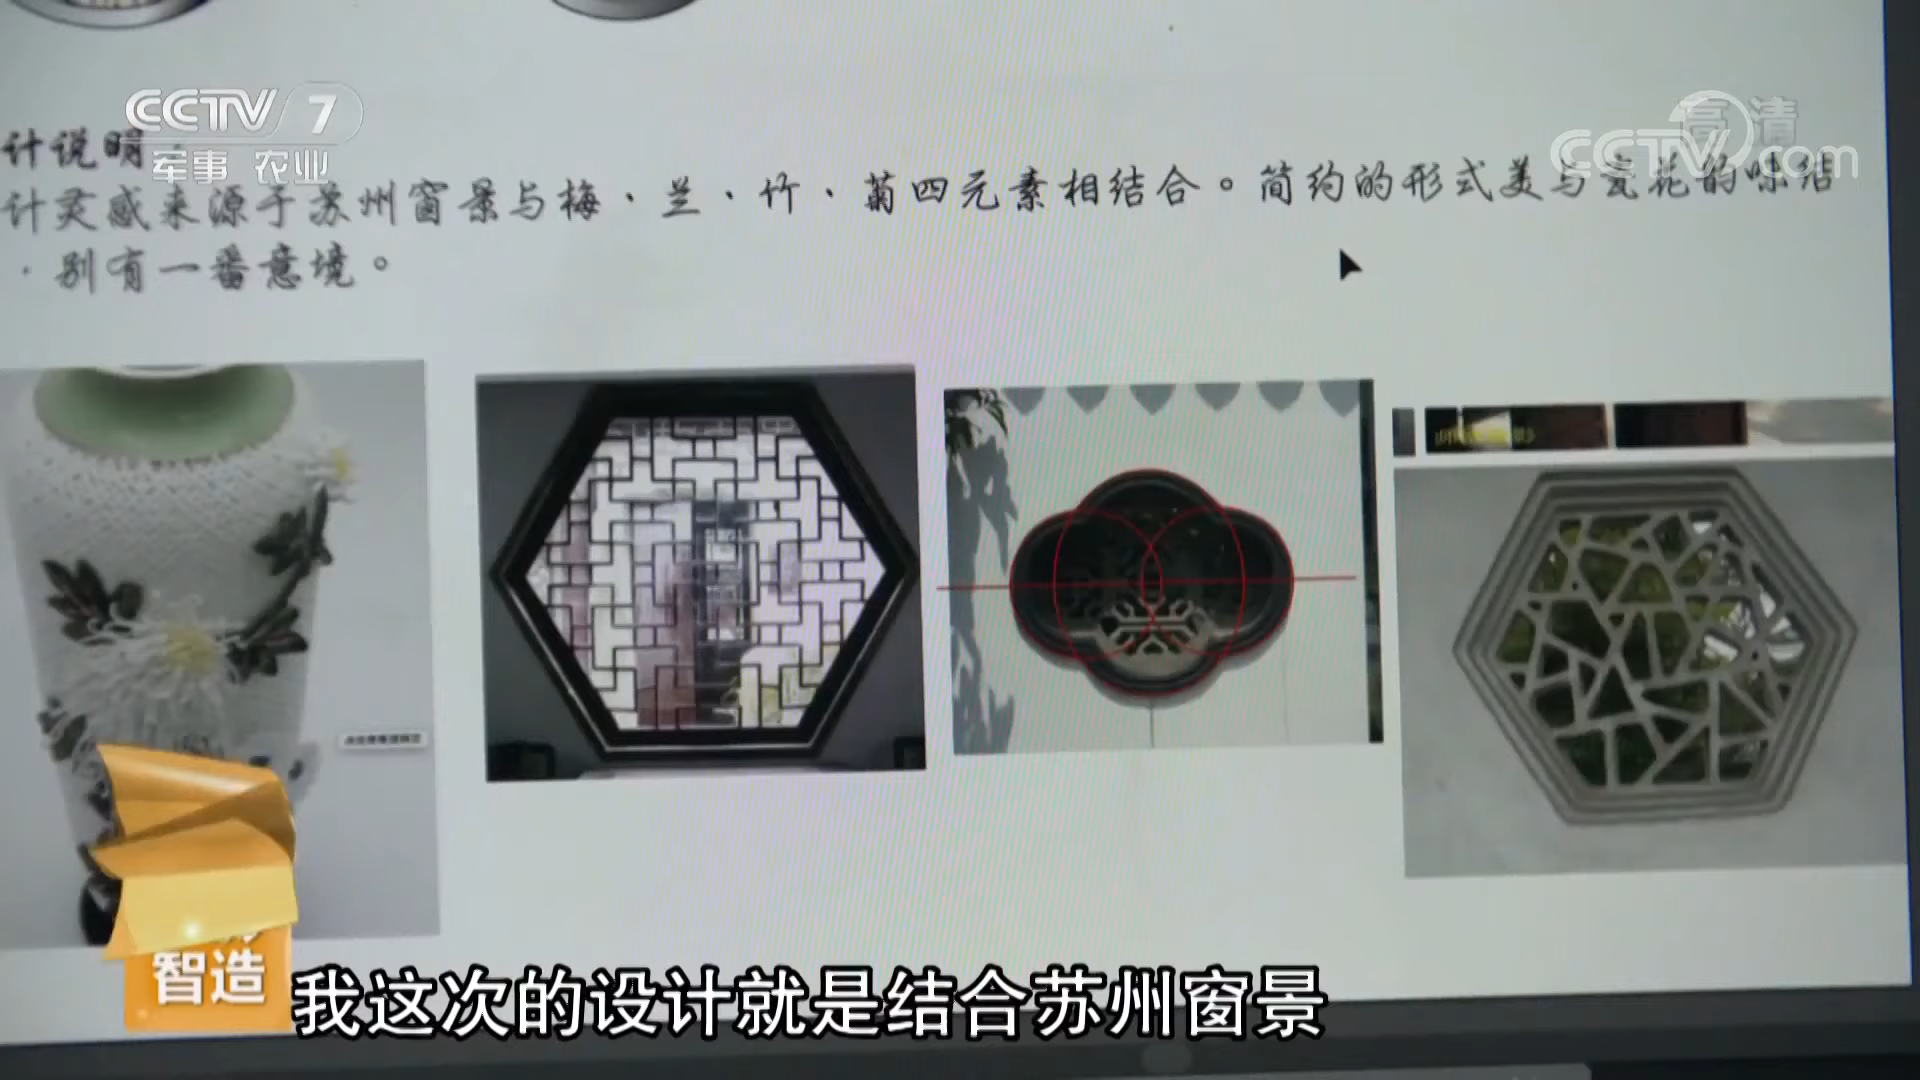 CCTV 7
军事 农业
高清
CCTV.com
计说明：
计灵感来源于苏州窗景与梅·兰·竹·菊四元素相结合。简约的形式美与瓷花的味结
·别有一番意境。
智造
我这次的设计就是结合苏州窗景